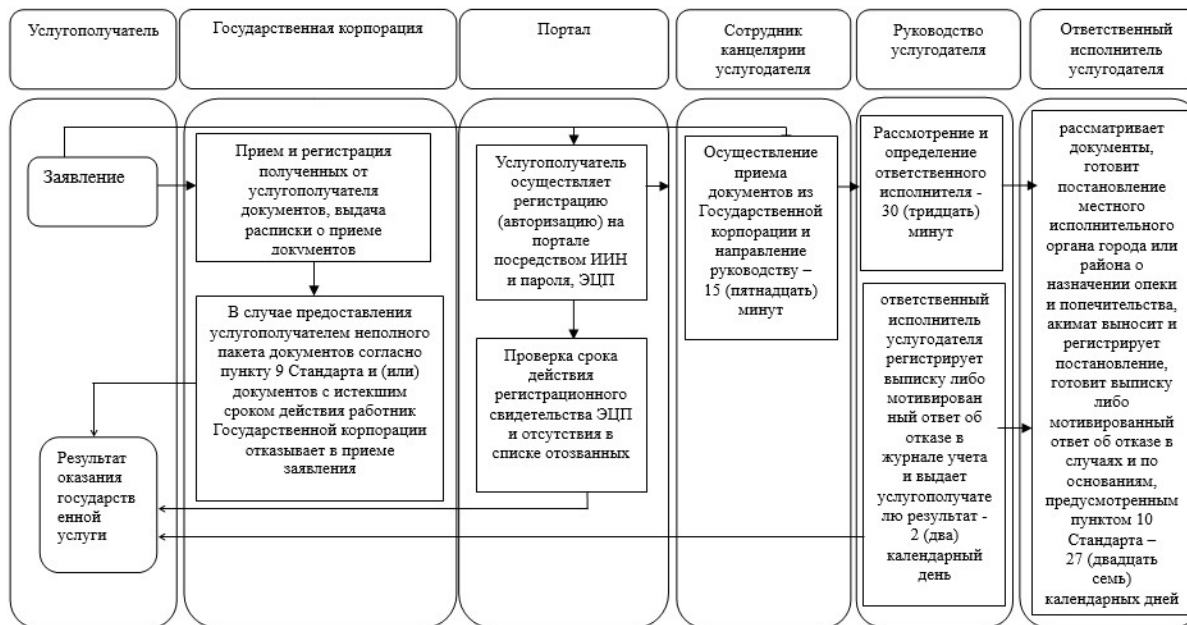 Услугополучатель
Государственная корпорация
Портал
Сотрудник
канцелярии
услугодателя
Руководство
услугодателя
Ответственный
исполнитель
услугодателя
Заявление
Прием и регистрация
полученных от
услугополучателя
документов, выдача
расписки о приеме
документов
В случае предоставления
услугополучателем неполного
пакета документов согласно
пункту 9 Стандарта и (или)
документов с истекшим
сроком действия работник
Государственной корпорации
отказывает в приеме
заявления
Результат
оказания
государств
енной
услуги
Услугополучатель
осуществляет
регистрацию
(авторизацию) на
портале
посредством ИИН
и пароля, ЭЦП
Проверка срока
действия
регистрационного
свидетельства ЭЦП
и отсутствия в
списке отозванных
Осуществление
приема
документов из
Государственной
корпорации и
направление
руководству –
15 (пятнадцать)
минут
Рассмотрение и
определение
ответственного
исполнителя -
30 (тридцать)
минут
ответственный
исполнитель
услугодателя
регистрирует
выписку либо
мотивирован
ный ответ об
отказе в
журнале учета
и выдает
услугополучате
лю результат -
2 (два)
календарный
день
рассматривает
документы,
готовит
постановление
местного
исполнительного
органа города или
района о
назначении опеки
и попечительства,
акимат выносит и
регистрирует
постановление,
готовит выписку
либо
мотивированный
ответ об отказе в
случаях и по
основаниям,
предусмотренным
пунктом 10
Стандарта –
27 (двадцать
семь)
календарных дней